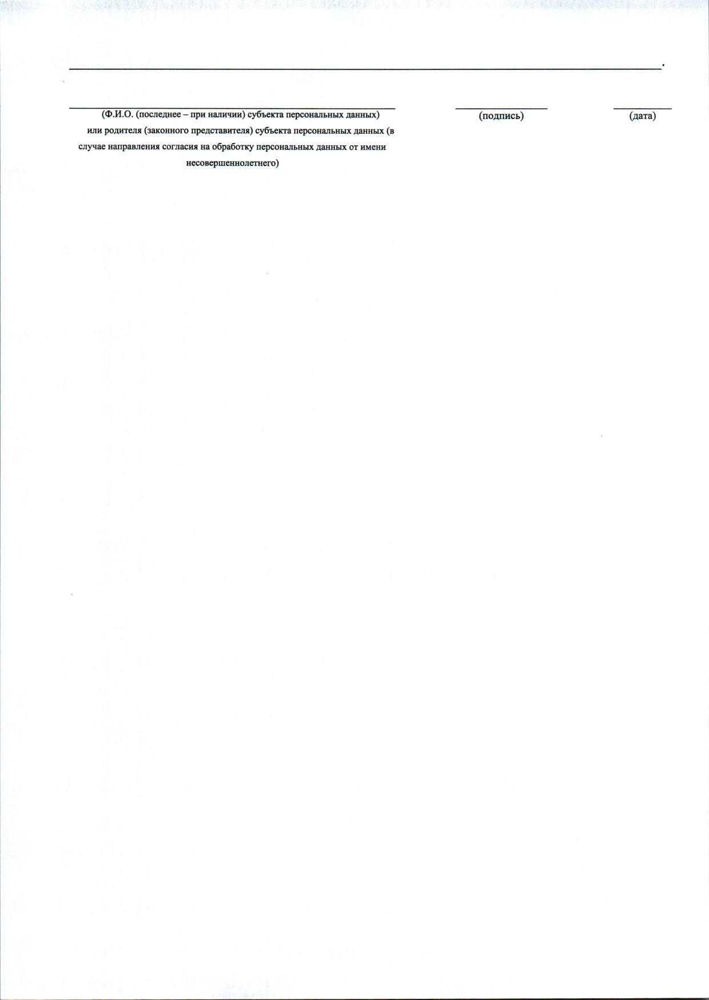 .
(Ф.И.О. (последнее – при наличии) субъекта персональных данных) (подпись) (дата)
или родителя (законного представителя) субъекта персональных данных (в
случае направления согласия на обработку персональных данных от имени
несовершеннолетнего)